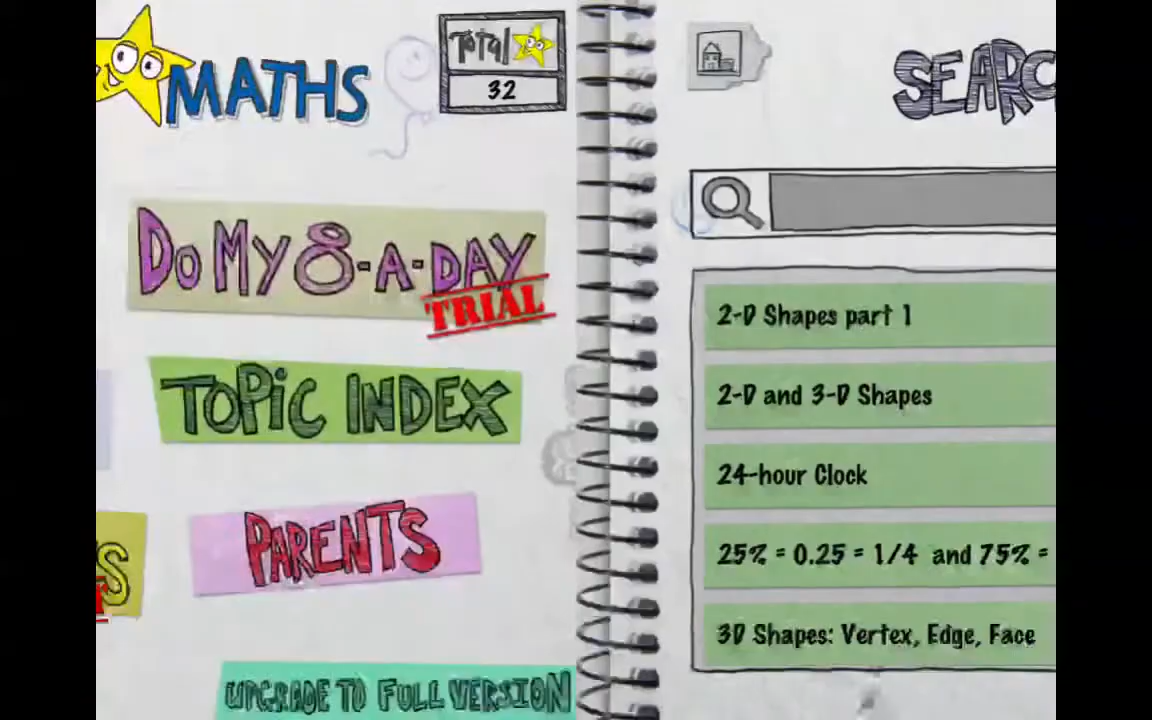 MATHS
Total
32
Do My 8-A-DAY
TRIAL
TOPIC INDEX
PARENTS
UPGRADE TO FULL VERSION
2-D Shapes part 1
2-D and 3-D Shapes
24-hour Clock
25% = 0.25 = 1/4 and 75% =
3D Shapes: Vertex, Edge, Face